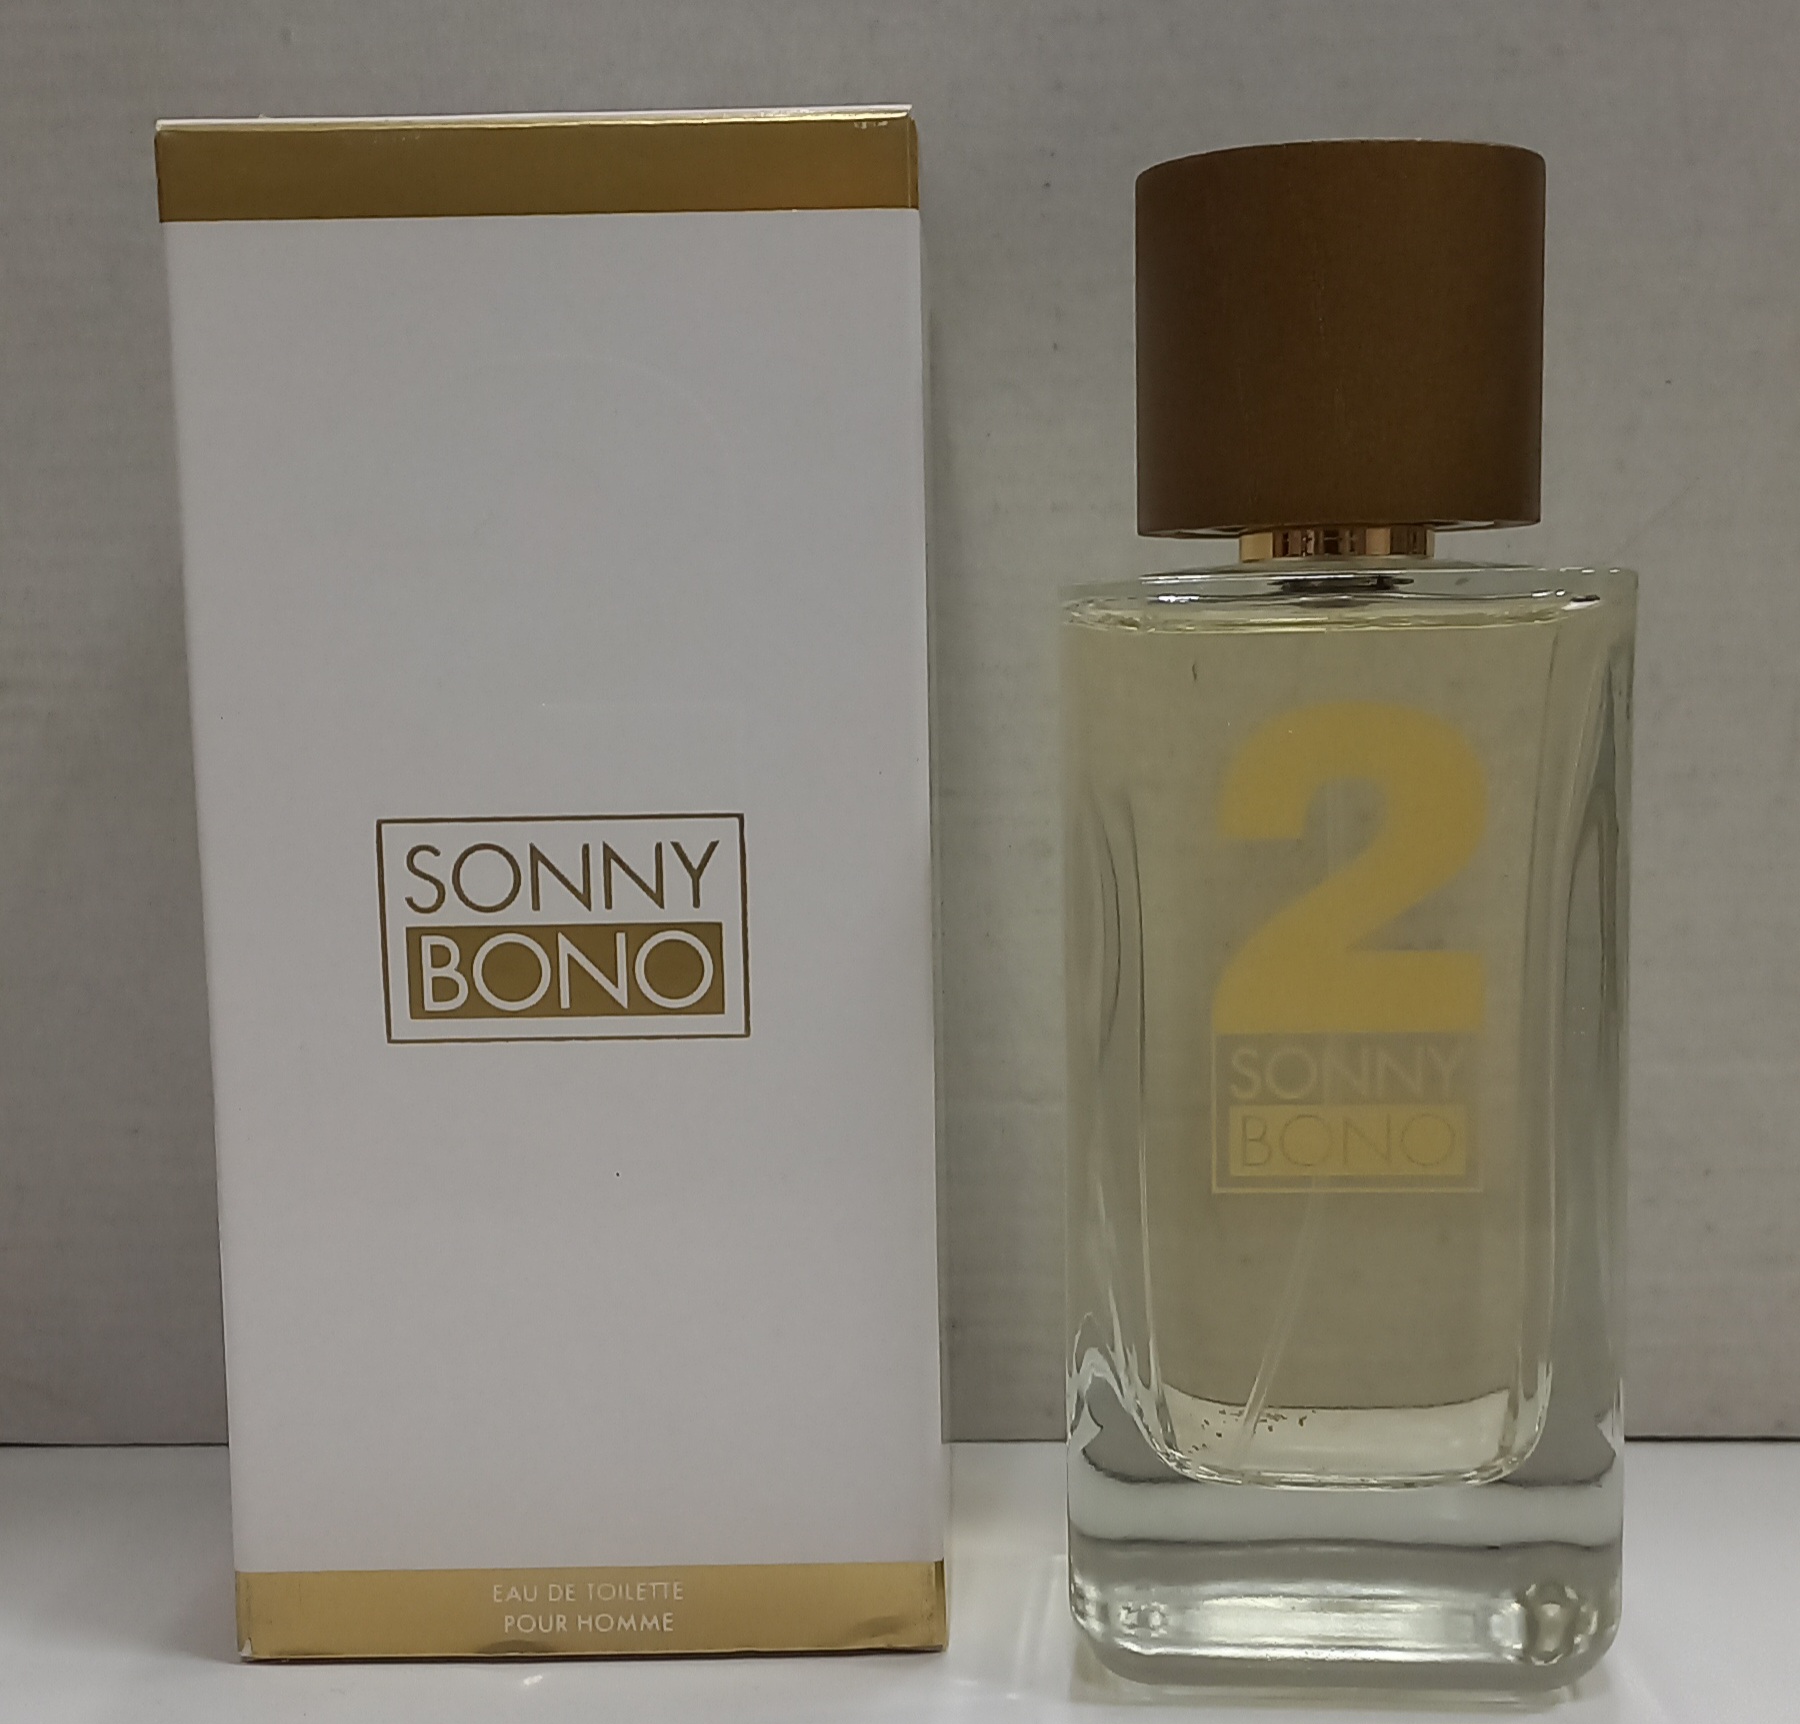 SONNY
BONO
EAU DE TOILETTE
POUR HOMME
2
SONNY
BONO